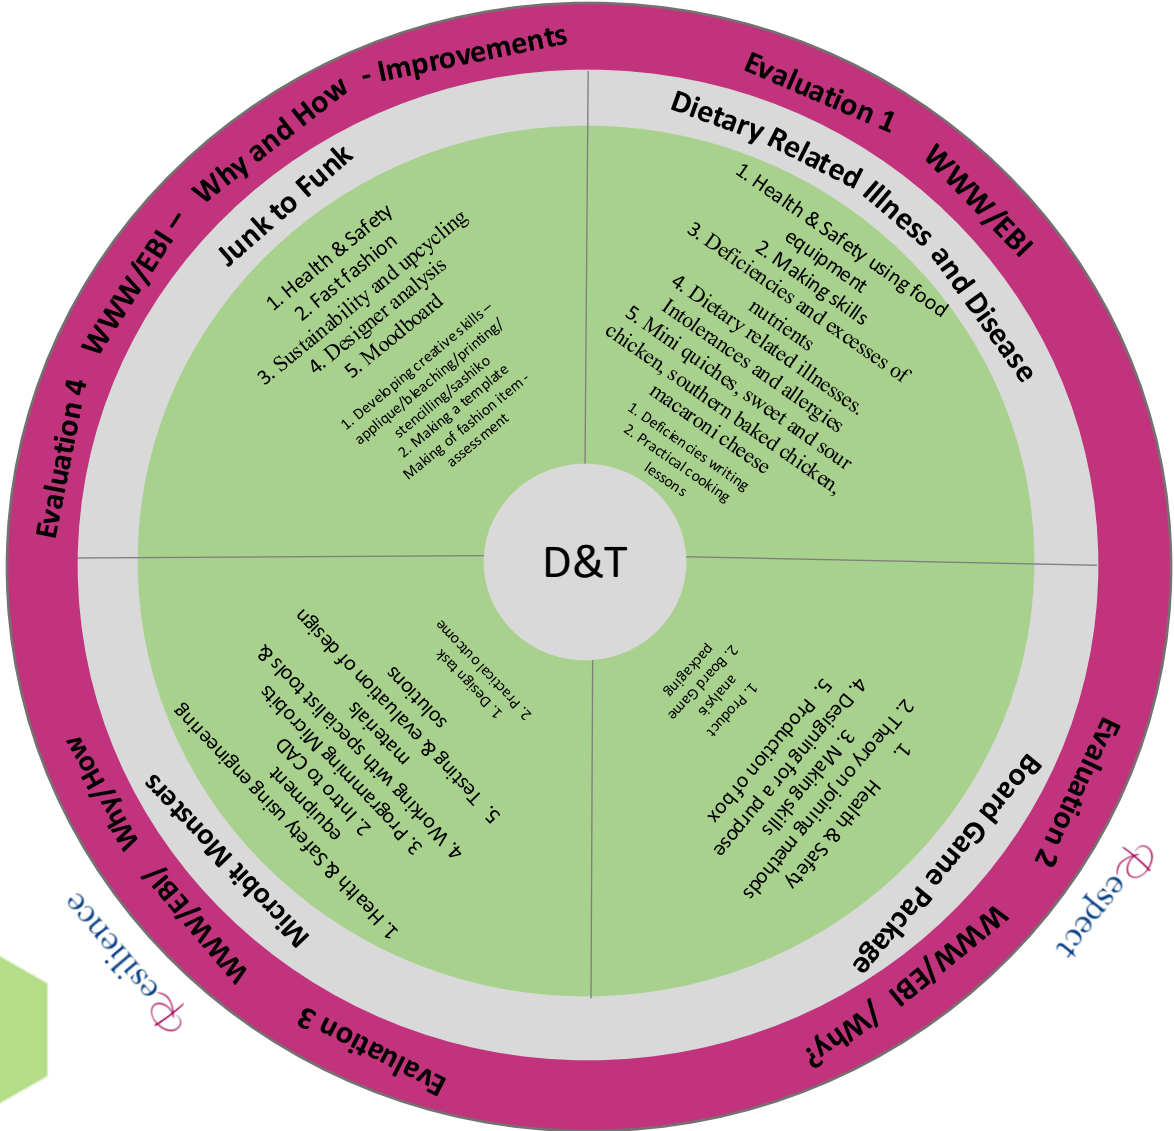 D&T
Evaluation 1 WWW/EBI
Dietary Related Illness and Disease
1. Health & Safety using food
equipment
2. Making skills
3. Deficiencies and excesses of
nutrients
4. Dietary related illnesses.
Intolerances and allergies
5. Mini quiches, sweet and sour
chicken, southern baked chicken,
macaroni cheese
1. Deficiencies writing
2. Practical cooking
lessons
Evaluation 2 WWW/EBI /Why?
Board Game Package
1. Health & Safety
2. Theory on joining methods
3. Making skills
4. Designing for a purpose
5. Production of box
1. Product
analysis
2. Board Game
packaging
Evaluation 3 WWW/EBI/ Why/How
Microbit Monsters
1. Health & Safety using engineering
equipment
2. Intro to CAD
3. Programming Microbits
4. Working with specialist tools &
materials
5. Testing & evaluation of design
solutions
1. Design task
2. Practical outcome
Evaluation 4 WWW/EBI – Why and How - Improvements
Junk to Funk
1. Health & Safety
2. Fast fashion
3. Sustainability and upcycling
4. Designer analysis
5. Moodboard
1. Developing creative skills –
applique/bleaching/printing/
stencilling/sashiko
2. Making a template
Making of fashion item -
assessment
Respect
Resilience